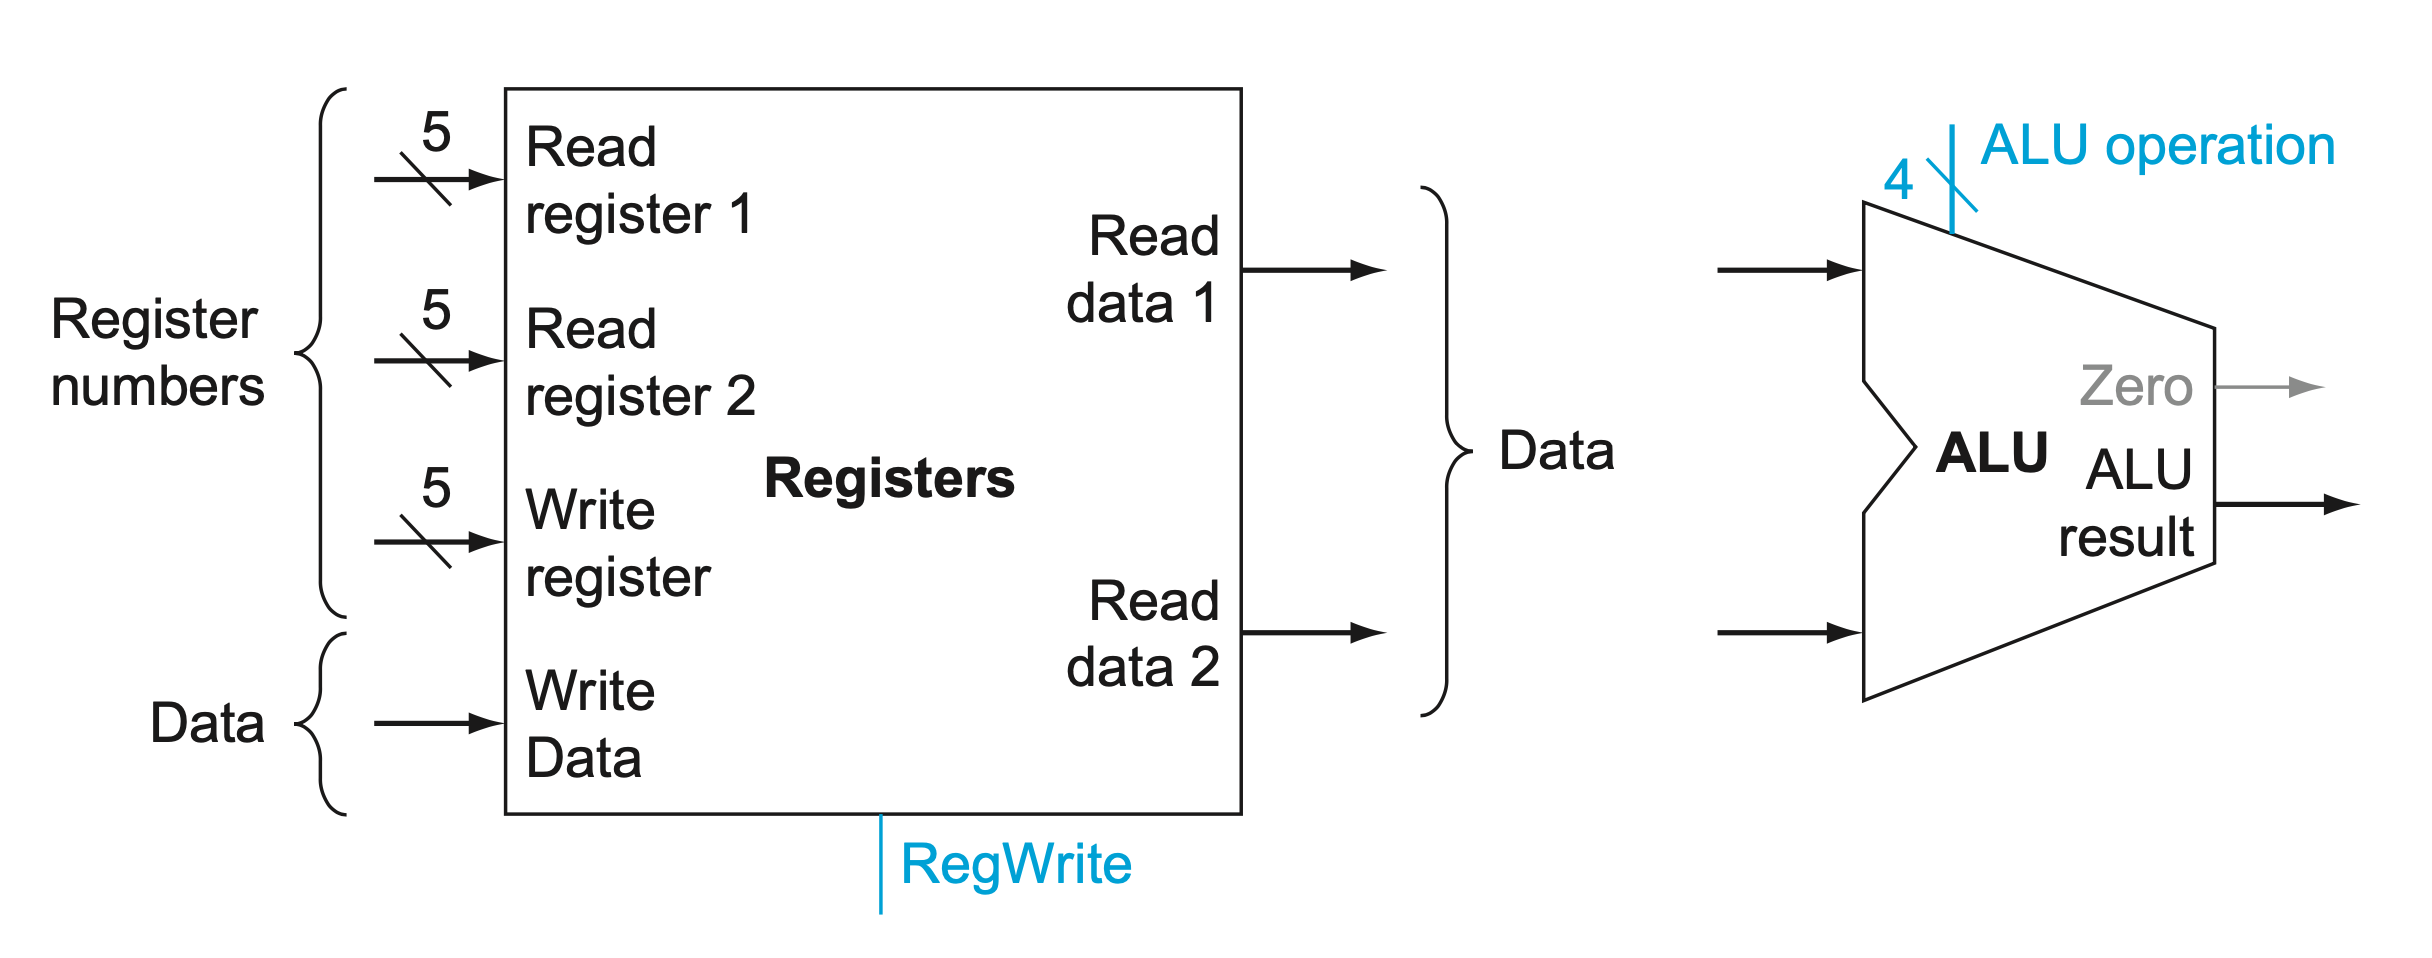 Register
numbers
Data
5
5
5
Read
register 1
Read
register 2
Write
register
Write
Data
Registers
Read
data 1
Read
data 2
RegWrite
Data
4
ALU operation
ALU
Zero
ALU
result